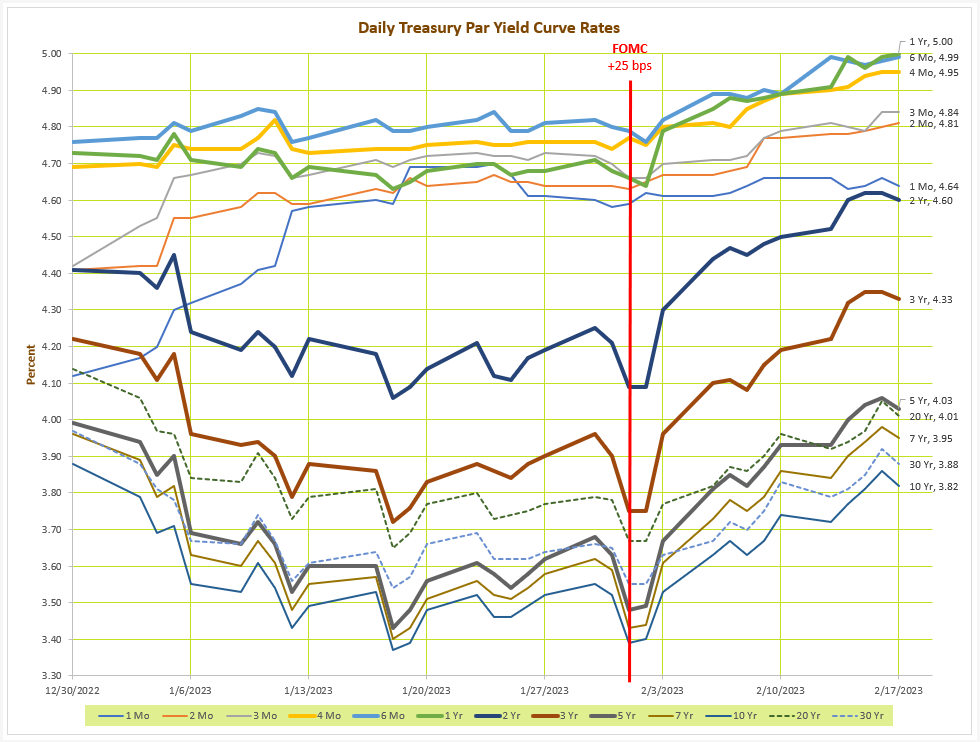 Daily Treasury Par Yield Curve Rates
FOMC
+25 bps
1 Yr, 5.00
6 Mo, 4.99
4 Mo, 4.95
3 Mo, 4.84
2 Mo, 4.81
1 Mo, 4.64
2 Yr, 4.60
3 Yr, 4.33
5 Yr, 4.03
20 Yr, 4.01
7 Yr, 3.95
30 Yr, 3.88
10 Yr, 3.82
Percent
5.00
4.90
4.80
4.70
4.60
4.50
4.40
4.30
4.20
4.10
4.00
3.90
3.80
3.70
3.60
3.50
3.40
3.30
12/30/2022 1/6/2023 1/13/2023 1/20/2023 1/27/2023 2/3/2023 2/10/2023 2/17/2023
1 Mo 2 Mo 3 Mo 4 Mo 6 Mo 1 Yr 2 Yr 3 Yr 5 Yr 7 Yr 10 Yr 20 Yr 30 Yr